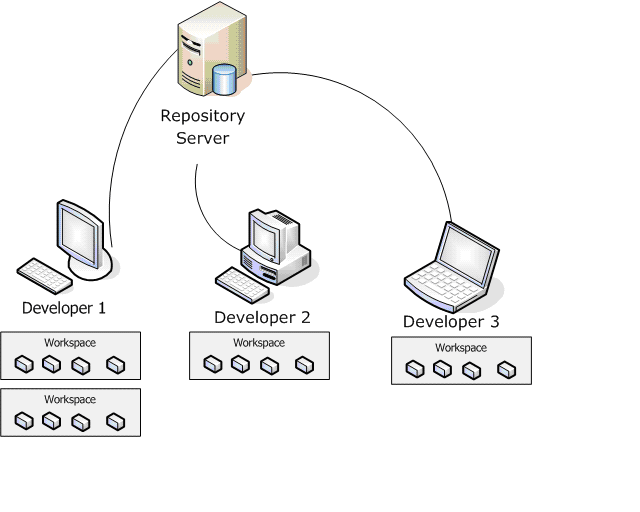 Repository
Server
Developer 1
Developer 2
Developer 3
Workspace
Workspace
Workspace
Workspace